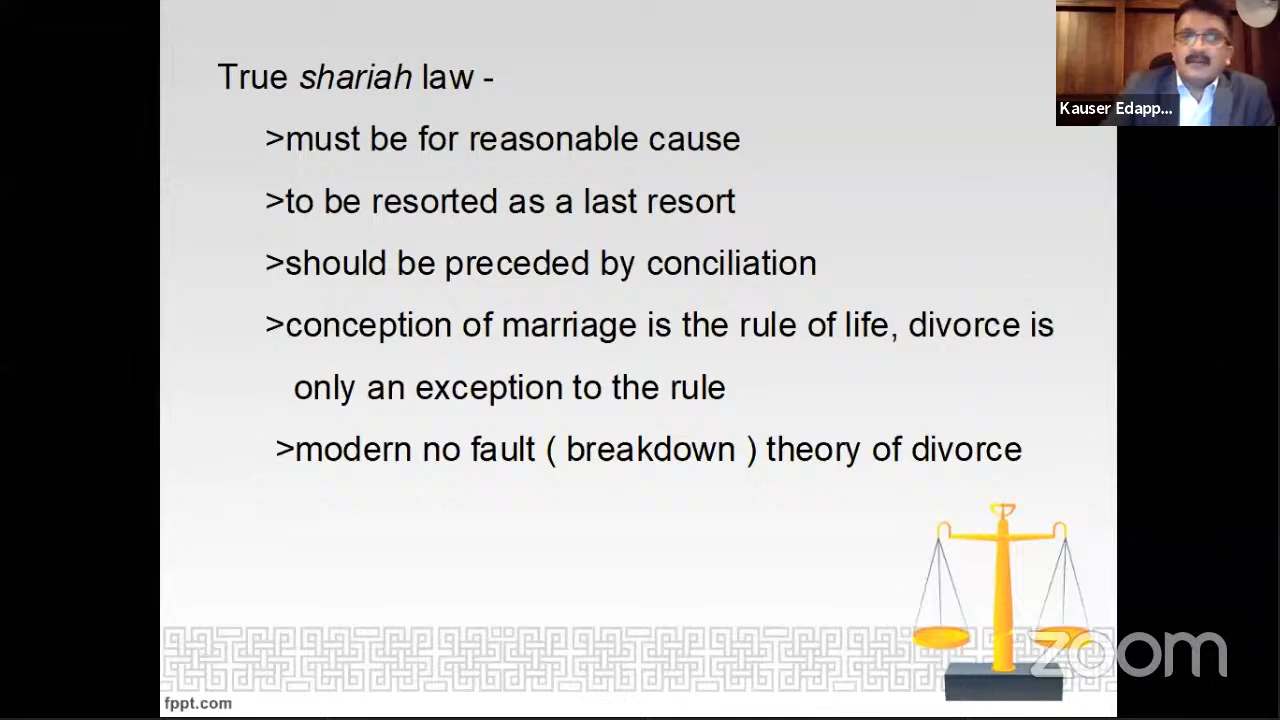 True shariah law -
>must be for reasonable cause
>to be resorted as a last resort
>should be preceded by conciliation
>conception of marriage is the rule of life, divorce is
only an exception to the rule
>modern no fault ( breakdown ) theory of divorce
Kauser Edapp...
zoom
fppt.com